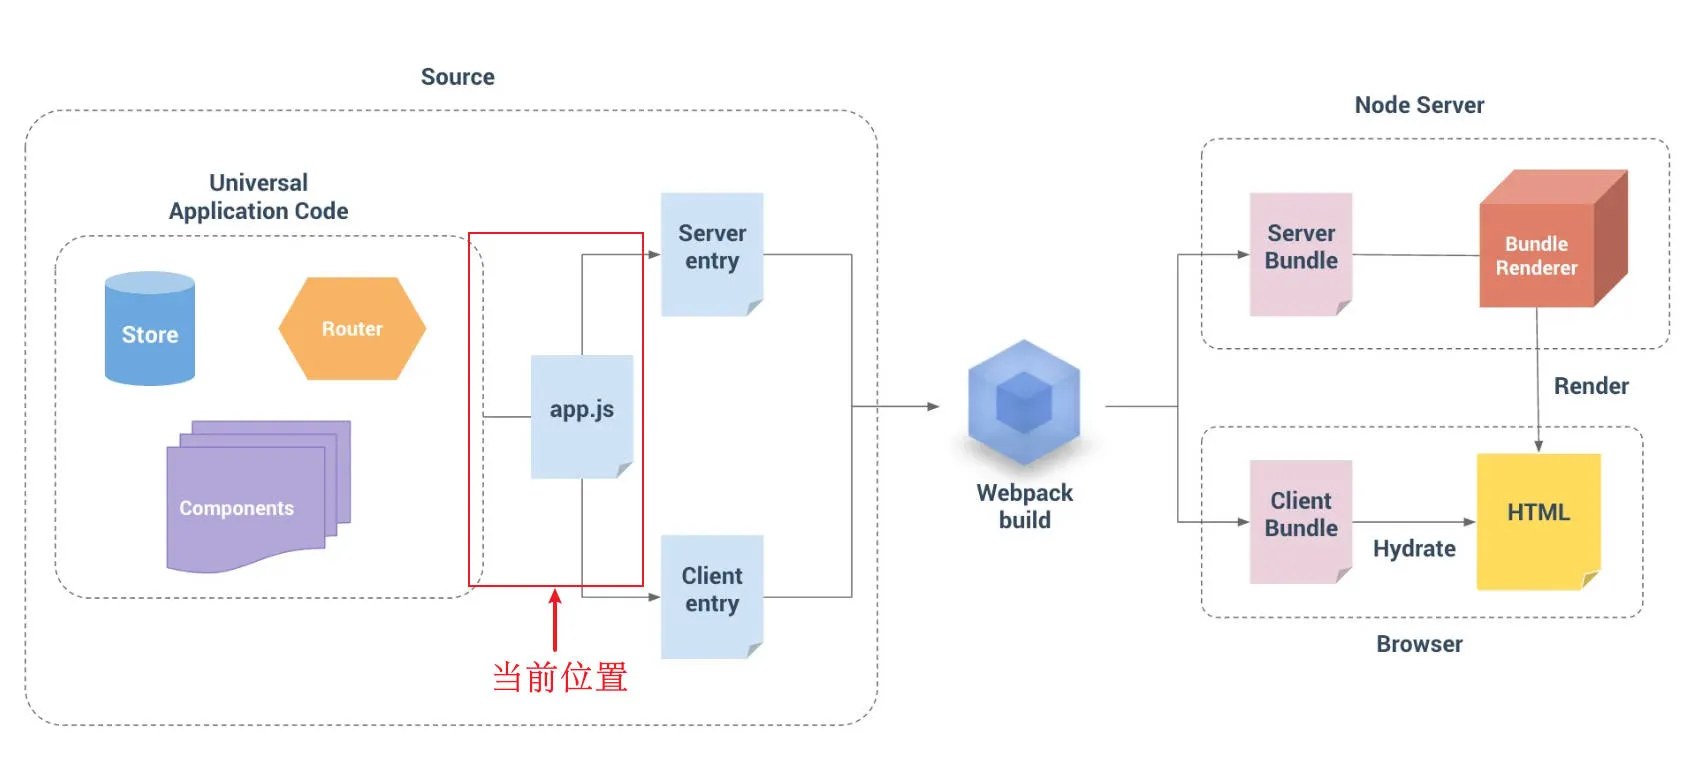 Source
Universal
Application Code
Store
Router
Components
app.js
Server
entry
Client
entry
当前位置
Webpack
build
Node Server
Server
Bundle
Bundle
Renderer
Render
Client
Bundle
Hydrate
HTML
Browser